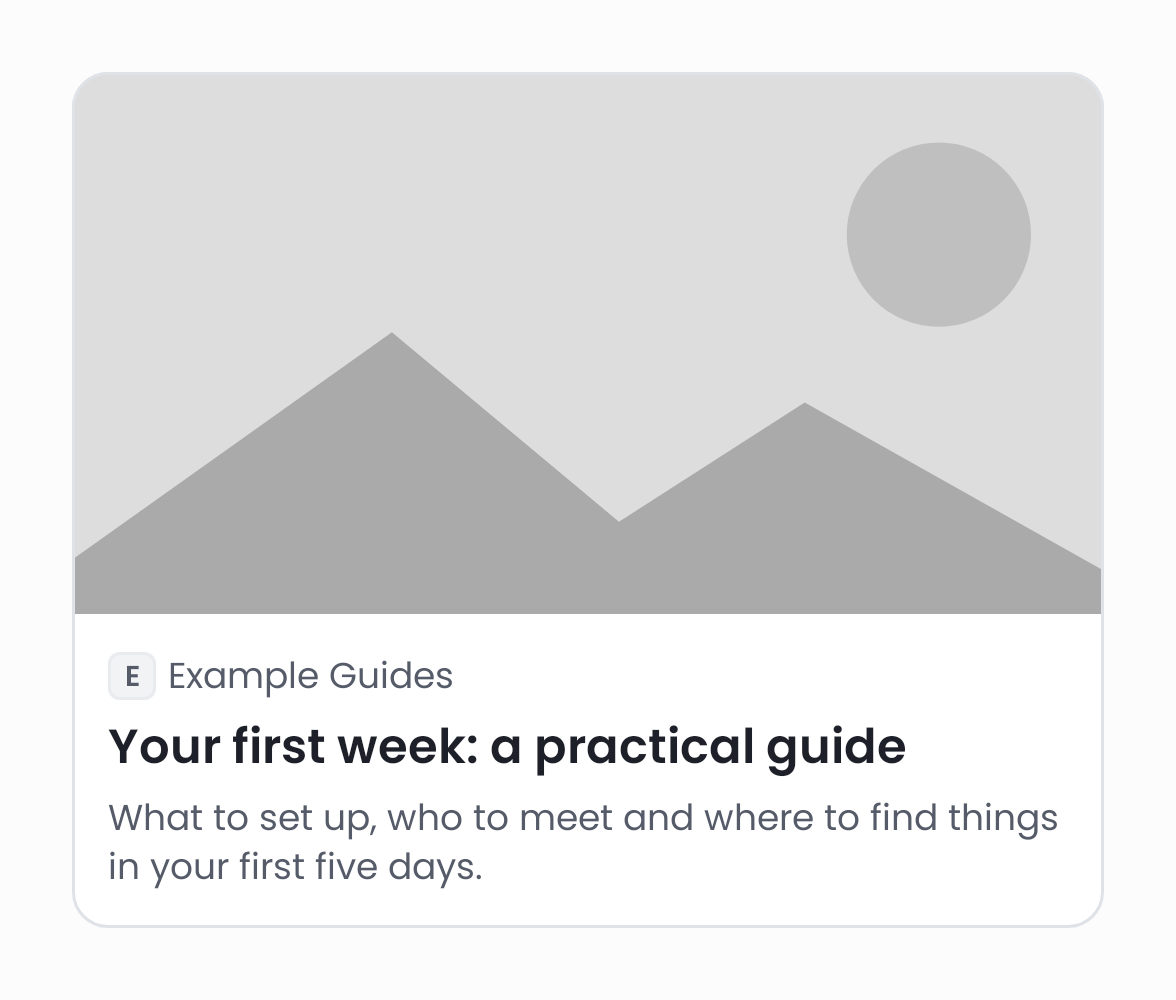 E Example Guides
Your first week: a practical guide
What to set up, who to meet and where to find things
in your first five days.